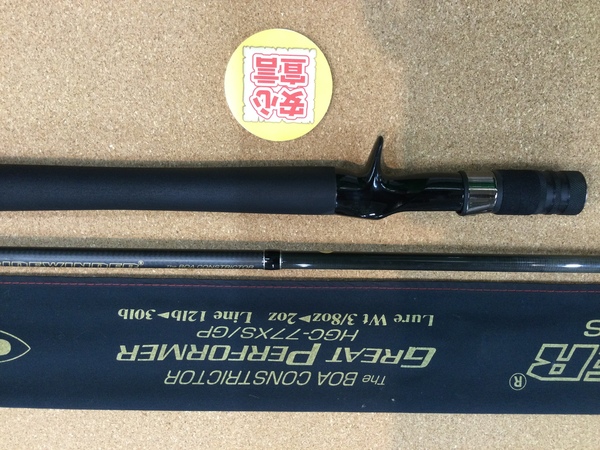 安心
宣言
The BOA CONSTRICTOR
GREAT PERFORMER
HGC-77XS/GP
Lure Wt 3/8oz▶2oz Line 12lb▶30lb
®